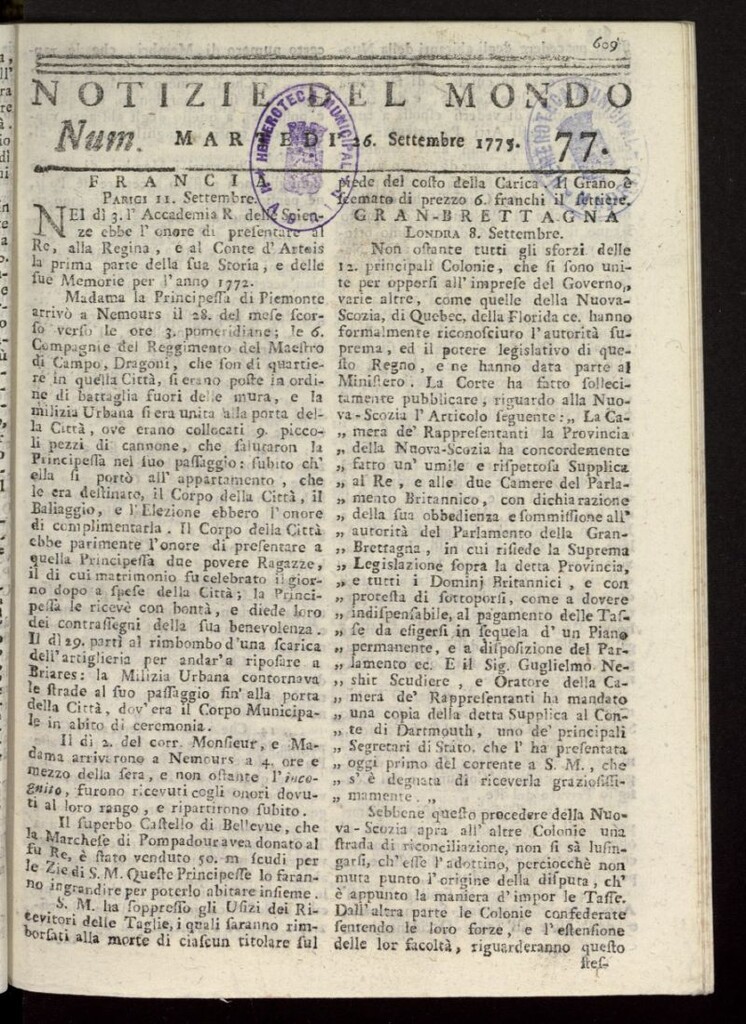 609
NOTIZIE DEL MONDO
Num. MARTEDI 26. Settembre 1775. 77.
HEMEROTECA MUNICIPAL
FRANCIA
PARIGI 11. Settembre.
NEl dì 3. l'Accademia R. delle Scien-
ze ebbe l'onore di presentare al
Re, alla Regina, e al Conte d'Artois
la prima parte della sua Storia, e delle
sue Memorie per l'anno 1772.
Madama la Principessa di Piemonte
arrivò a Nemours il 28. del mese scor-
so verso le ore 3. pomeridiane; le 6.
Compagnie del Reggimento del Maestro
di Campo, Dragoni, che son di quartie-
re in quella Città, si erano poste in ordi-
ne di battaglia fuori delle mura, e la
milizia Urbana si era unita alla porta del-
la Città, ove erano collocati 9. picco-
li pezzi di cannone, che salutaron la
Principessa nel suo passaggio: subito ch'
ella si portò all'appartamento, che
le era destinato, il Corpo della Città, il
Baliaggio, e l'Elezione ebbero l'onore
di complimentarla. Il Corpo della Città
ebbe parimente l'onore di presentare a
quella Principessa due povere Ragazze,
il di cui matrimonio fu celebrato il gior-
no dopo a spese della Città; la Princi-
pessa le ricevè con bontà, e diede loro
dei contrassegni della sua benevolenza.
Il dì 29. partì al rimbombo d'una scarica
dell'artiglieria per andar'a riposare a
Briares: la Milizia Urbana contornava
le strade al suo passaggio fin'alla porta
della Città, dov'era il Corpo Municipa-
le in abito di ceremonia.
Il di 2. del corr. Monsieur, e Ma-
dama arrivarono a Nemours a 4. ore e
mezzo della sera, e non ostante l'inco-
gnito, furono ricevuti cogli onori dovu-
ti al loro rango, e ripartirono subito.
Il superbo Castello di Bellevue, che
la Marchese di Pompadour avea donato al
fu Re, è stato venduto 50. m scudi per
le Zie di S. M. Queste Principesse lo faran-
no ingrandire per poterlo abitare insieme.
S. M. ha soppresso gli Ufizi dei Ri-
cevitori delle Taglie, i quali saranno rim-
borsati alla morte di ciascun titolare sul
piede del costo della Carica. Il Grano è
scemato di prezzo 6. franchi il settiere.
GRAN-BRETTAGNA
LONDRA 8. Settembre.
Non ostante tutti gli sforzi delle
12. principali Colonie, che si sono uni-
te per opporsi all'imprese del Governo,
varie altre, come quelle della Nuova-
Scozia, di Quebec, della Florida ec. hanno
formalmente riconosciuro l'autorità su-
prema, ed il potere legislativo di que-
sto Regno, e ne hanno data parte al
Ministero. La Corte ha fatto solleci-
tamente pubblicare, riguardo alla Nuo-
va-Scozia l'Articolo seguente: „ La Ca-
„ mera de' Rappresentanti la Provincia
„ della Nuova-Scozia ha concordemente
„ fatto un'umile e rispettosa Supplica
„ al Re, e alle due Camere del Parla-
„ mento Britannico, con dichiarazione
„ della sua obbedienza e sommissione all'
„ autorità del Parlamento della Gran-
„ Brettagna, in cui risiede la Suprema
„ Legislazione sopra la detta Provincia,
„ e tutti i Dominj Britannici, e con
„ protesta di sottoporsi, come a dovere
„ indispensabile, al pagamento delle Tas-
„ se da esigersi in sequela d'un Piano
„ permanente, e a disposizione del Par-
„ lamento ec. E il Sig. Guglielmo Ne-
„ sbit Scudiere, e Oratore della Ca-
„ mera de' Rappresentanti ha mandato
„ una copia della detta Supplica al Con-
„ te di Dartmouth, uno de' principali
„ Segretari di Stato, che l'ha presentata
„ oggi primo del corrente a S. M., che
„ s'è degnata di riceverla graziosissi-
„ mamente. „
Sebbene questo procedere della Nuo-
va-Scozia apra all'altre Colonie una
strada di riconciliazione, non si sà lusin-
garsi, ch'esse l'adottino, perciocchè non
muta punto l'origine della disputa, ch'
è appunto la maniera d'impor le Tasse.
Dall'altra parte le Colonie confederate
sentendo le loro forze, e l'estensione
delle lor facoltà, riguarderanno questo
stes-